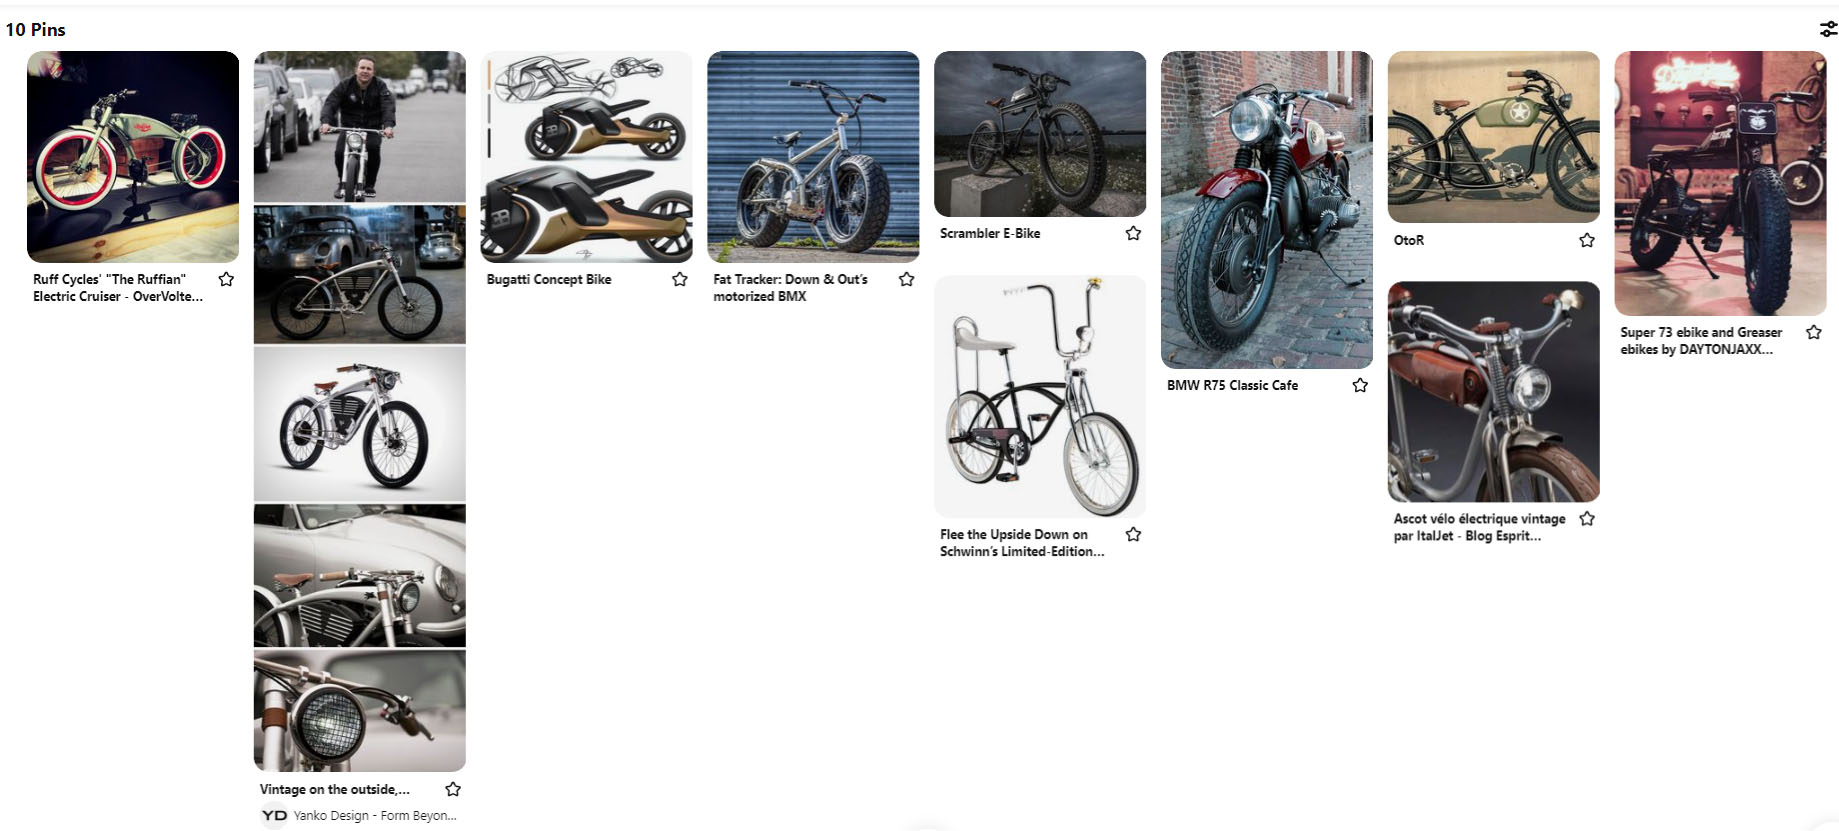 10 Pins
Ruff Cycles' "The Ruffian"
Electric Cruiser - OverVolte...
Vintage on the outside,...
YD
Yanko Design - Form Beyon...
Bugatti Concept Bike
Fat Tracker: Down & Out's
motorized BMX
Scrambler E-Bike
Flee the Upside Down on
Schwinn's Limited-Edition...
BMW R75 Classic Cafe
OtoR
Ascot vélo électrique vintage
par ItalJet - Blog Esprit...
Super 73 ebike and Greaser
ebikes by DAYTONJAXX...